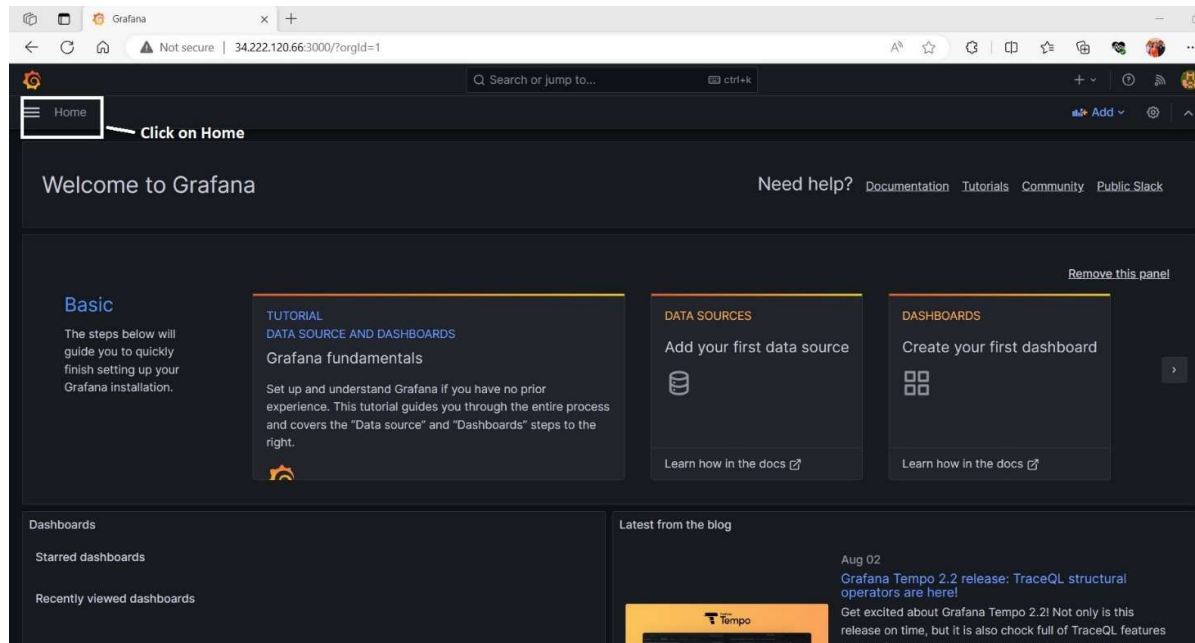 Grafana
Not secure | 34.222.120.66:3000/?orgId=1
Search or jump to... ctrl+k
Home
Add
Click on Home
Welcome to Grafana
Need help? Documentation Tutorials Community Public Slack
Remove this panel
Basic
The steps below will
guide you to quickly
finish setting up your
Grafana installation.
TUTORIAL
DATA SOURCE AND DASHBOARDS
Grafana fundamentals
Set up and understand Grafana if you have no prior
experience. This tutorial guides you through the entire process
and covers the “Data source” and “Dashboards” steps to the
right.
DATA SOURCES
Add your first data source
Learn how in the docs
DASHBOARDS
Create your first dashboard
Learn how in the docs
Dashboards
Starred dashboards
Recently viewed dashboards
Latest from the blog
Aug 02
Grafana Tempo 2.2 release: TraceQL structural
operators are here!
Get excited about Grafana Tempo 2.2! Not only is this
release on time, but it is also chock full of TraceQL features
Tempo